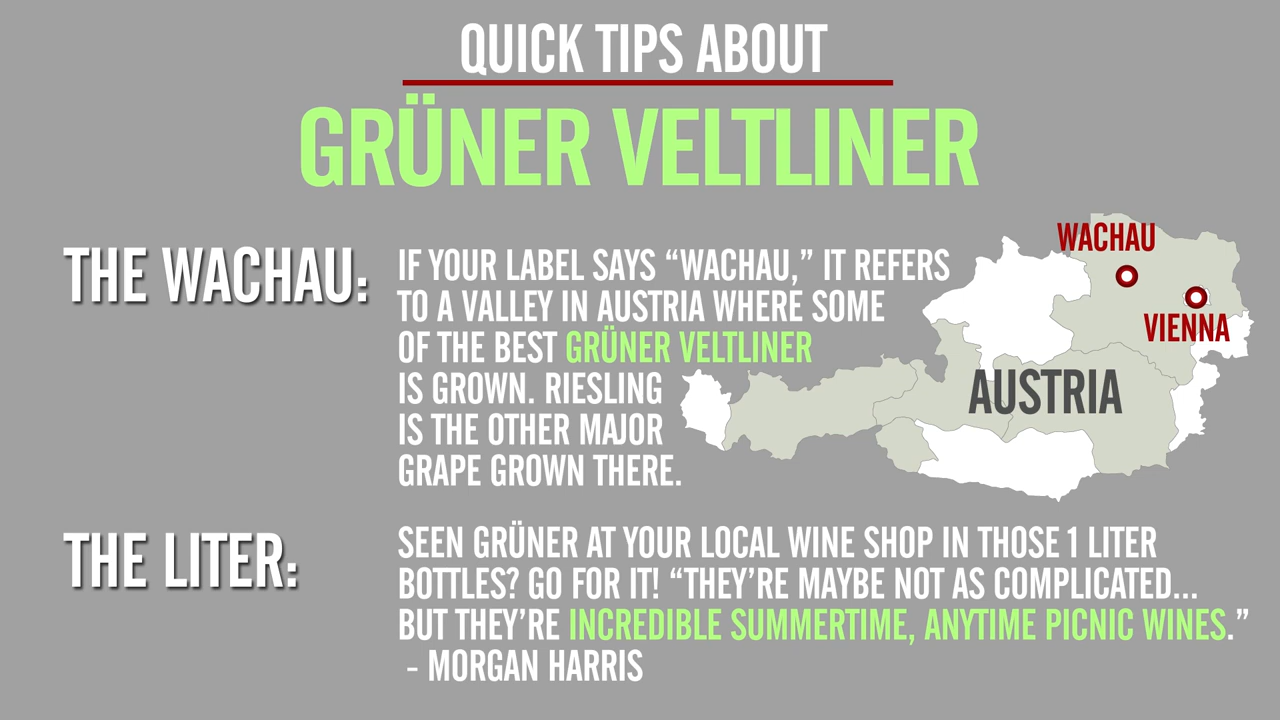 QUICK TIPS ABOUT
GRÜNER VELTLINER
THE WACHAU:
IF YOUR LABEL SAYS “WACHAU,” IT REFERS
TO A VALLEY IN AUSTRIA WHERE SOME
OF THE BEST GRÜNER VELTLINER
IS GROWN. RIESLING
IS THE OTHER MAJOR
GRAPE GROWN THERE.
WACHAU
VIENNA
AUSTRIA
THE LITER:
SEEN GRÜNER AT YOUR LOCAL WINE SHOP IN THOSE 1 LITER
BOTTLES? GO FOR IT! “THEY’RE MAYBE NOT AS COMPLICATED...
BUT THEY’RE INCREDIBLE SUMMERTIME, ANYTIME PICNIC WINES.”
- MORGAN HARRIS